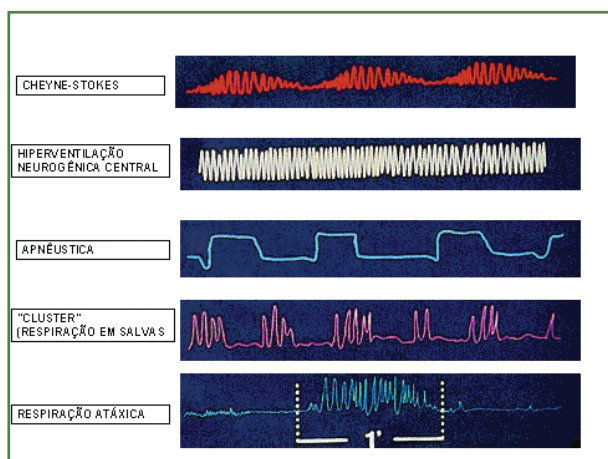 CHEYNE-STOKES
HIPERVENTILAÇÃO
NEUROGÊNICA CENTRAL
APNÊUSTICA
"CLUSTER"
(RESPIRAÇÃO EM SALVAS
RESPIRAÇÃO ATÁXICA
1'